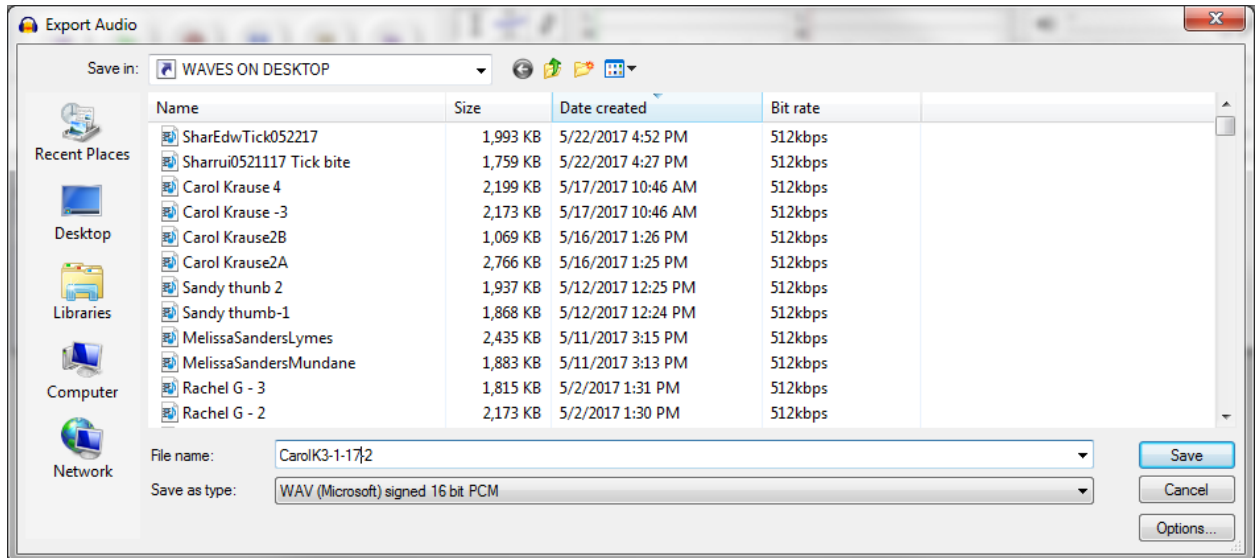 Export Audio
Save in: WAVES ON DESKTOP
Name Size Date created Bit rate
SharEdwTick052217 1,993 KB 5/22/2017 4:52 PM 512kbps
Sharrui0521117 Tick bite 1,759 KB 5/22/2017 4:27 PM 512kbps
Carol Krause 4 2,199 KB 5/17/2017 10:46 AM 512kbps
Carol Krause -3 2,173 KB 5/17/2017 10:46 AM 512kbps
Carol Krause2B 1,069 KB 5/16/2017 1:26 PM 512kbps
Carol Krause2A 2,766 KB 5/16/2017 1:25 PM 512kbps
Sandy thunb 2 1,937 KB 5/12/2017 12:25 PM 512kbps
Sandy thumb-1 1,868 KB 5/12/2017 12:24 PM 512kbps
MelissaSandersLymes 2,435 KB 5/11/2017 3:15 PM 512kbps
MelissaSandersMundane 1,883 KB 5/11/2017 3:13 PM 512kbps
Rachel G - 3 1,815 KB 5/2/2017 1:31 PM 512kbps
Rachel G - 2 2,173 KB 5/2/2017 1:30 PM 512kbps
Recent Places
Desktop
Libraries
Computer
Network
File name: CarolK3-1-17-2 Save
Save as type: WAV (Microsoft) signed 16 bit PCM Cancel
Options...